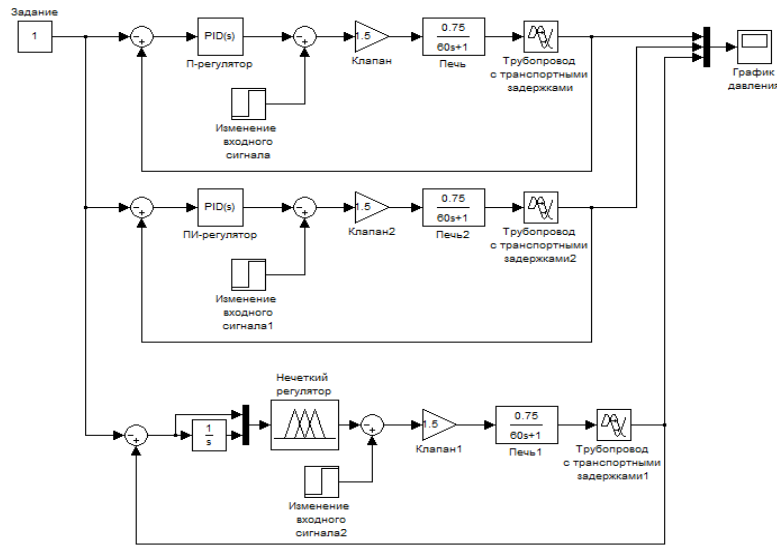 Задание
1
PID(s)
П-регулятор
Изменение
входного
сигнала
1.5
Клапан
0.75
60s+1
Печь
Трубопровод
с транспортными
задержками
График
давления
PID(s)
ПИ-регулятор
Изменение
входного
сигнала1
1.5
Клапан2
0.75
60s+1
Печь2
Трубопровод
с транспортными
задержками2
1
s
Нечеткий
регулятор
Изменение
входного
сигнала2
1.5
Клапан1
0.75
60s+1
Печь1
Трубопровод
с транспортными
задержками1